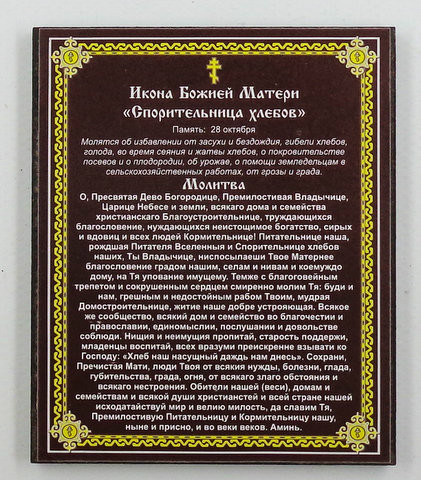 Икона Божией Матери
«Спорительница хлебов»
Память: 28 октября
Молятся об избавлении от засухи и бездождия, гибели хлебов,
голода, во время сеяния и жатвы хлебов, о покровительстве
посевов и о плодородии, об урожае, о помощи земледельцам в
сельскохозяйственных работах, от грозы и града.
Молитва
О, Пресвятая Дево Богородице, Премилостивая Владычице,
Царице Небесе и земли, всякаго дома и семейства
христианскаго Благоустроительнице, труждающихся
благословение, нуждающихся неистощимое богатство, сирых
и вдовиц и всех людей Кормительнице! Питательнице наша,
рождшая Питателя Вселенныя и Спорительнице хлебов
наших, Ты Владычице, ниспосылаеши Твое Матернее
благословение градом нашим, селам и нивам и коемуждо
дому, на Тя упование имущему. Темже с благоговейным
трепетом и сокрушенным сердцем смиренно молим Тя: буди и
нам, грешным и недостойным рабом Твоим, мудрая
Домостроительнице, житие наше добре устрояющая. Всякое
же сообщество, всякий дом и семейство во благочестии и
православии, единомыслии, послушании и довольстве
соблюди. Нищия и неимущия пропитай, старость поддержи,
младенцы воспитай, всех вразуми преискренне взывати ко
Господу: «Хлеб наш насущный даждь нам днесь». Сохрани,
Пречистая Мати, люди Твоя от всякия нужды, болезни, глада,
губительства, града, огня, от всякаго злаго обстояния и
всякаго нестроения. Обители нашей (веси), домам и
семействам и всякой души христианстей и всей стране нашей
исходатайствуй мир и велию милость, да славим Тя,
Премилостивую Питательницу и Кормительницу нашу,
ныне и присно, и во веки веков. Аминь.